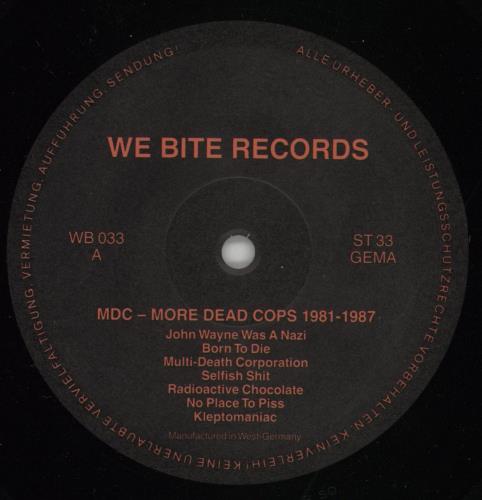 ALLE URHEBER- UND LEISTUNGSSCHUTZRECHTE VORBEHALTEN. KEIN VERLEIH! KEINE UNERLAUBTE VERVIELFÄLTIGUNG, VERMIETUNG, AUFFÜHRUNG, SENDUNG!
WE BITE RECORDS
WB 033
A
ST 33
GEMA
MDC – MORE DEAD COPS 1981-1987
John Wayne Was A Nazi
Born To Die
Multi-Death Corporation
Selfish Shit
Radioactive Chocolate
No Place To Piss
Kleptomaniac
Manufactured in West-Germany